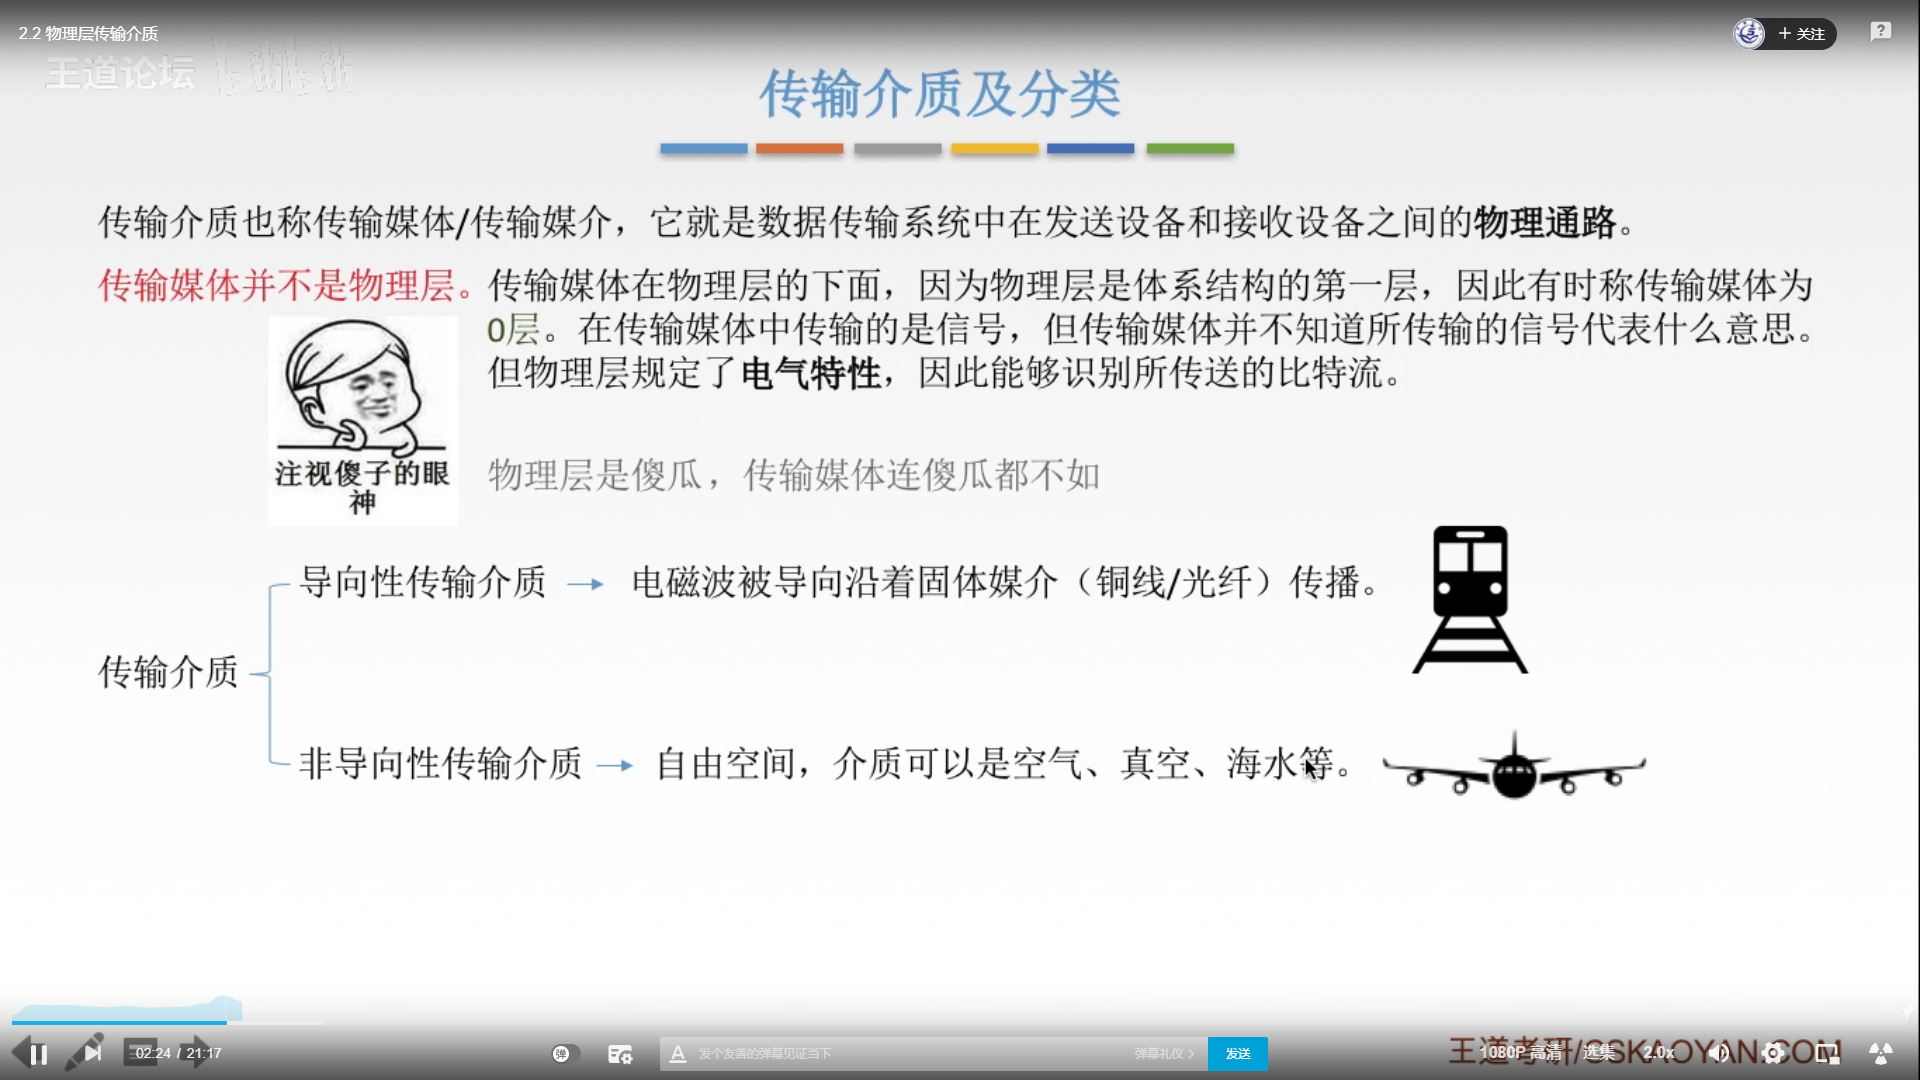 2.2 物理层传输介质
+ 关注
王道论坛 bilibili
传输介质及分类
传输介质也称传输媒体/传输媒介，它就是数据传输系统中在发送设备和接收设备之间的物理通路。
传输媒体并不是物理层。传输媒体在物理层的下面，因为物理层是体系结构的第一层，因此有时称传输媒体为
0层。在传输媒体中传输的是信号，但传输媒体并不知道所传输的信号代表什么意思。
但物理层规定了电气特性，因此能够识别所传送的比特流。
注视傻子的眼
神
物理层是傻瓜，传输媒体连傻瓜都不如
导向性传输介质
电磁波被导向沿着固体媒介（铜线/光纤）传播。
传输介质
非导向性传输介质
自由空间，介质可以是空气、真空、海水等。
02:24 / 21:17
弹
发个友善的弹幕见证当下
弹幕礼仪 >
发送
王道考研/CSKAOYAN.COM
1080P 高清
选集
2.0x